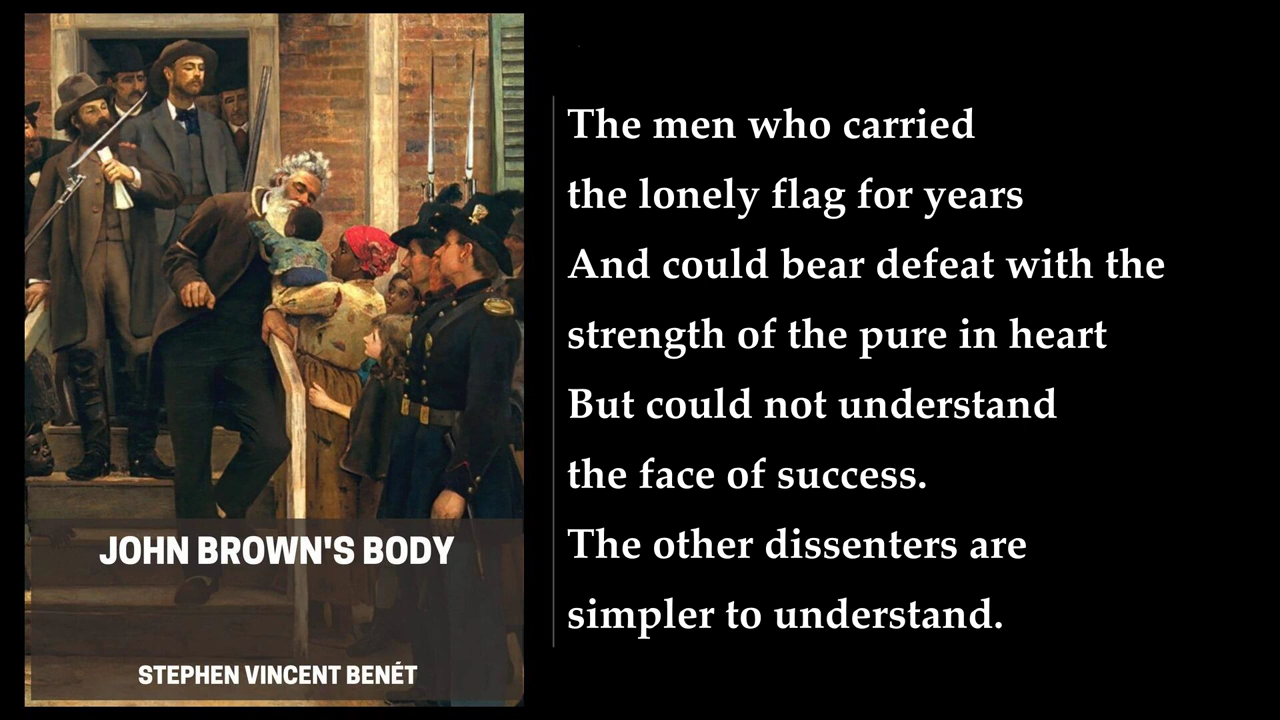 JOHN BROWN'S BODY
STEPHEN VINCENT BENÉT
The men who carried
the lonely flag for years
And could bear defeat with the
strength of the pure in heart
But could not understand
the face of success.
The other dissenters are
simpler to understand.